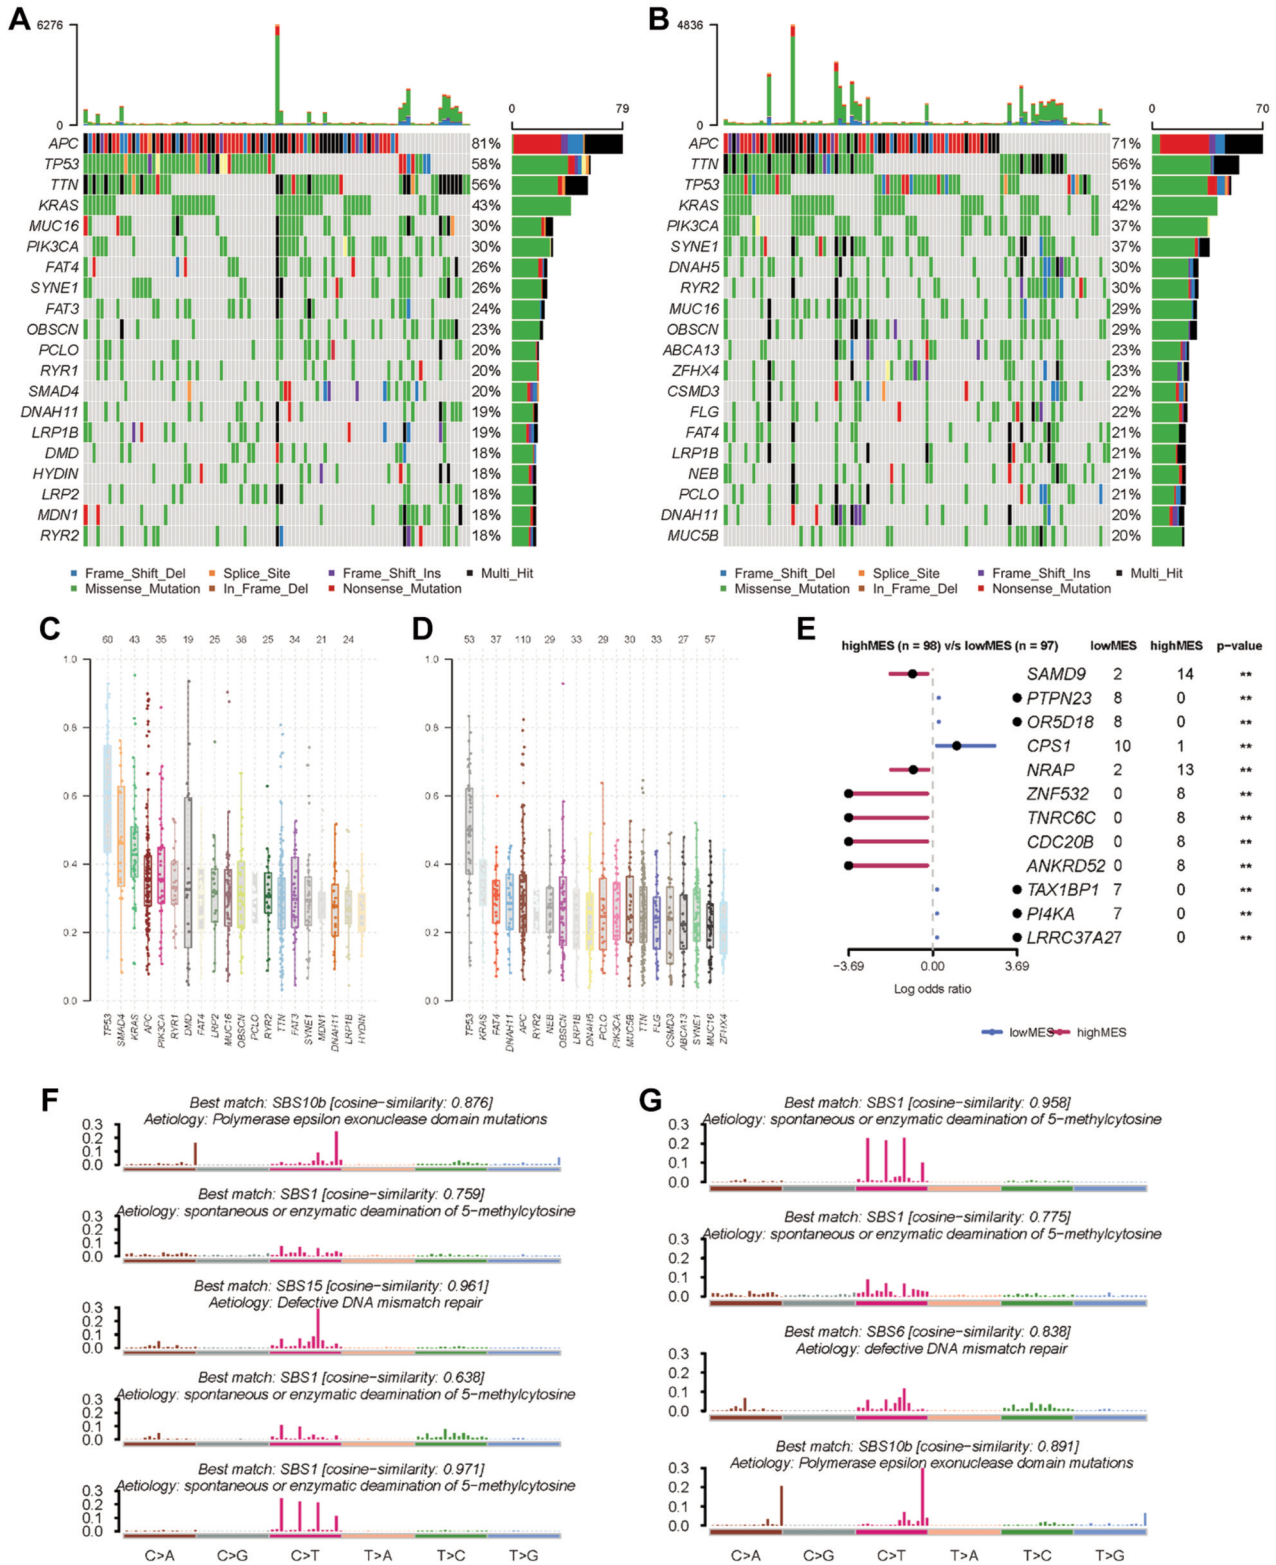 A
6276
0
0 79
APC 81%
TP53 58%
TTN 56%
KRAS 43%
MUC16 30%
PIK3CA 30%
FAT4 26%
SYNE1 26%
FAT3 24%
OBSCN 23%
PCLO 20%
RYR1 20%
SMAD4 20%
DNAH11 19%
LRP1B 19%
DMD 18%
HYDIN 18%
LRP2 18%
MDN1 18%
RYR2 18%
Frame_Shift_Del Splice_Site Frame_Shift_Ins Multi_Hit
Missense_Mutation In_Frame_Del Nonsense_Mutation
B
4836
0
0 70
APC 71%
TTN 56%
TP53 51%
KRAS 42%
PIK3CA 37%
SYNE1 37%
DNAH5 30%
RYR2 30%
MUC16 29%
OBSCN 29%
ABCA13 23%
ZFHX4 23%
CSMD3 22%
FLG 22%
FAT4 21%
LRP1B 21%
NEB 21%
PCLO 21%
DNAH11 20%
MUC5B 20%
Frame_Shift_Del Splice_Site Frame_Shift_Ins Multi_Hit
Missense_Mutation In_Frame_Del Nonsense_Mutation
C
60 43 35 19 25 36 25 34 21 24
1.0
0.8
0.6
0.4
0.2
0.0
TP53 SMAD4 KRAS APC PIK3CA RYR1 DMD FAT4 LRP2 MUC16 OBSCN PCLO RYR2 TTN FAT3 SYNE1 MDN1 DNAH11 LRP1B HYDIN
D
53 37 110 29 33 29 30 33 27 57
1.0
0.8
0.6
0.4
0.2
0.0
TP53 KRAS FAT4 DNAH11 APC RYR2 NEB OBSCN LRP1B DNAH5 PCLO PIK3CA MUC5B TTN FLG CSMD3 ABCA13 SYNE1 MUC16 ZFHX4
E
highMES (n = 98) v/s lowMES (n = 97) lowMES highMES p-value
SAMD9 2 14 **
PTPN23 8 0 **
OR5D18 8 0 **
CPS1 10 1 **
NRAP 2 13 **
ZNF532 0 8 **
TNRC6C 0 8 **
CDC20B 0 8 **
ANKRD52 0 8 **
TAX1BP1 7 0 **
PI4KA 7 0 **
LRRC37A27 0 **
−3.69 0.00 3.69
Log odds ratio
lowMES highMES
F
Best match: SBS10b [cosine−similarity: 0.876]
Aetiology: Polymerase epsilon exonuclease domain mutations
0.3
0.2
0.1
0.0
Best match: SBS1 [cosine−similarity: 0.759]
Aetiology: spontaneous or enzymatic deamination of 5−methylcytosine
0.3
0.2
0.1
0.0
Best match: SBS15 [cosine−similarity: 0.961]
Aetiology: Defective DNA mismatch repair
0.3
0.2
0.1
0.0
Best match: SBS1 [cosine−similarity: 0.638]
Aetiology: spontaneous or enzymatic deamination of 5−methylcytosine
0.3
0.2
0.1
0.0
Best match: SBS1 [cosine−similarity: 0.971]
Aetiology: spontaneous or enzymatic deamination of 5−methylcytosine
0.3
0.2
0.1
0.0
C>A C>G C>T T>A T>C T>G
G
Best match: SBS1 [cosine−similarity: 0.958]
Aetiology: spontaneous or enzymatic deamination of 5−methylcytosine
0.3
0.2
0.1
0.0
Best match: SBS1 [cosine−similarity: 0.775]
Aetiology: spontaneous or enzymatic deamination of 5−methylcytosine
0.3
0.2
0.1
0.0
Best match: SBS6 [cosine−similarity: 0.838]
Aetiology: defective DNA mismatch repair
0.3
0.2
0.1
0.0
Best match: SBS10b [cosine−similarity: 0.891]
Aetiology: Polymerase epsilon exonuclease domain mutations
0.3
0.2
0.1
0.0
C>A C>G C>T T>A T>C T>G